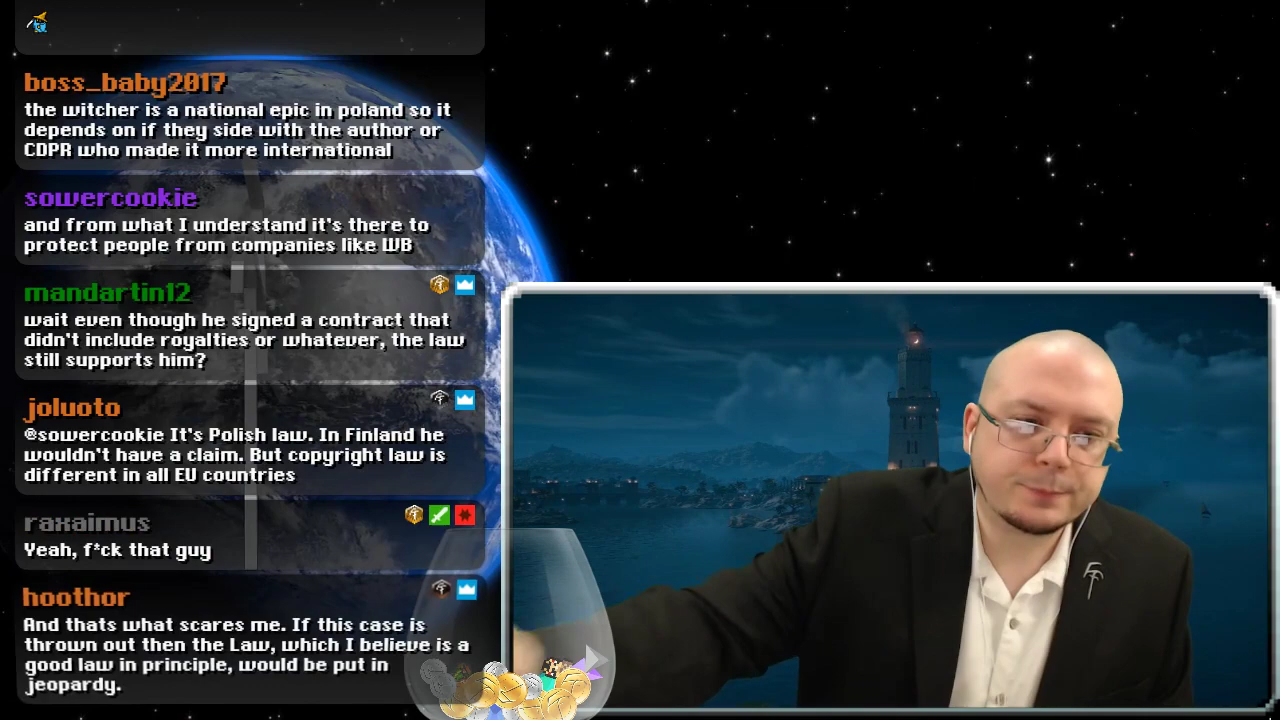 boss_baby2017
the witcher is a national epic in poland so it
depends on if they side with the author or
CDPR who made it more international
sowercookie
and from what I understand it's there to
protect people from companies like WB
mandartin12
wait even though he signed a contract that
didn't include royalties or whatever, the law
still supports him?
joluoto
@sowercookie It's Polish law. In Finland he
wouldn't have a claim. But copyright law is
different in all EU countries
raxaimus
Yeah, f*ck that guy
hoothor
And thats what scares me. If this case is
thrown out then the Law, which I believe is a
good law in principle, would be put in
jeopardy.